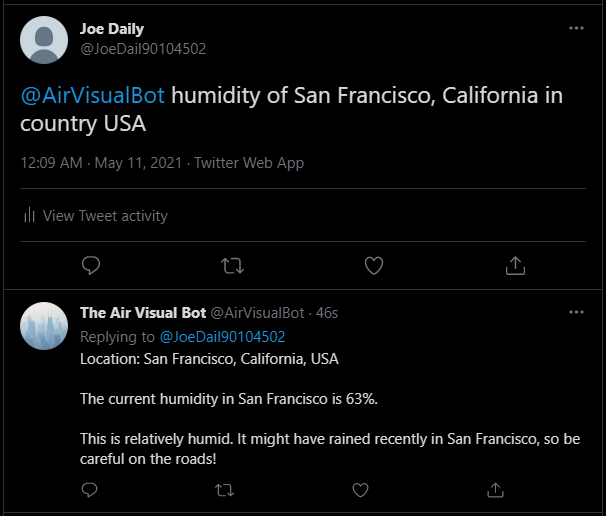 Joe Daily
@JoeDail90104502
@AirVisualBot humidity of San Francisco, California in
country USA
12:09 AM · May 11, 2021 · Twitter Web App
View Tweet activity
The Air Visual Bot @AirVisualBot · 46s
Replying to @JoeDail90104502
Location: San Francisco, California, USA
The current humidity in San Francisco is 63%.
This is relatively humid. It might have rained recently in San Francisco, so be
careful on the roads!